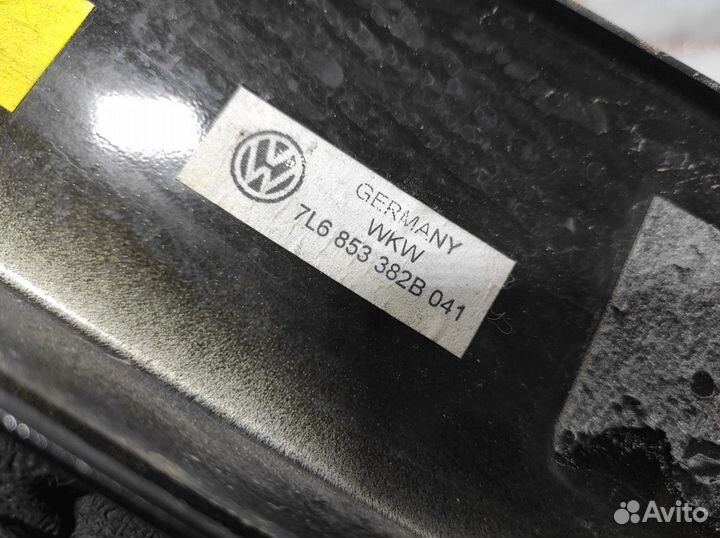 GERMANY
WKW
7L6 853 382B 041
Avito